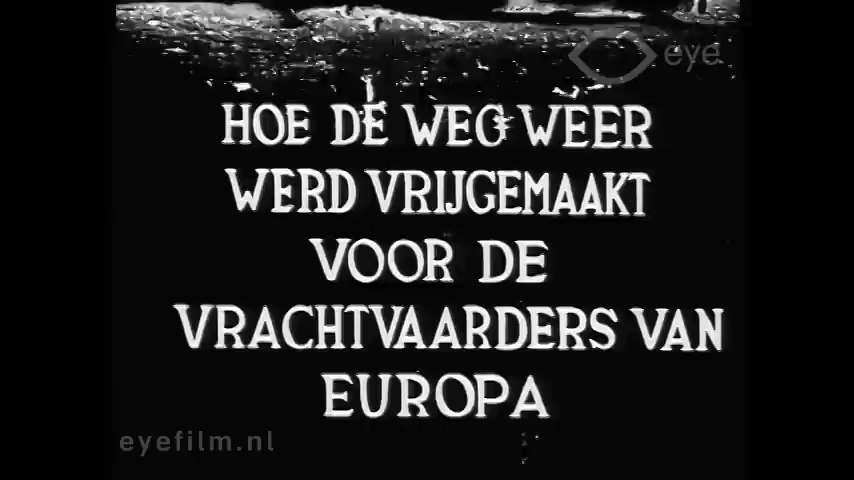 eye
HOE DE WEG WEER
WERD VRIJGEMAAKT
VOOR DE
VRACHTVAARDERS VAN
EUROPA
eyefilm.nl